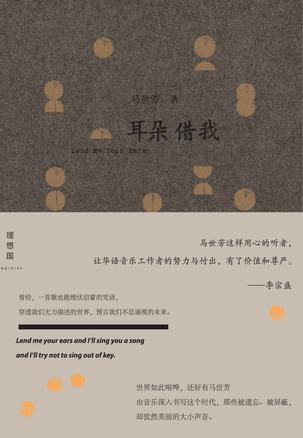 马世芳 著
耳朵借我
Lend Me Your Ears
理想国
aginist
马世芳这样用心的听者，
让华语音乐工作者的努力与付出，有了价值和尊严。
——李宗盛
曾经，一首歌也能埋伏启蒙的咒语，
穿透我们无力描述的世界，预言我们不忍逼视的未来。
Lend me your ears and I'll sing you a song
and I'll try not to sing out of key.
世界如此喧哗，还好有马世芳
由音乐深入书写这个时代，那些被遗忘、被屏蔽，
却犹然美丽的大小声音。